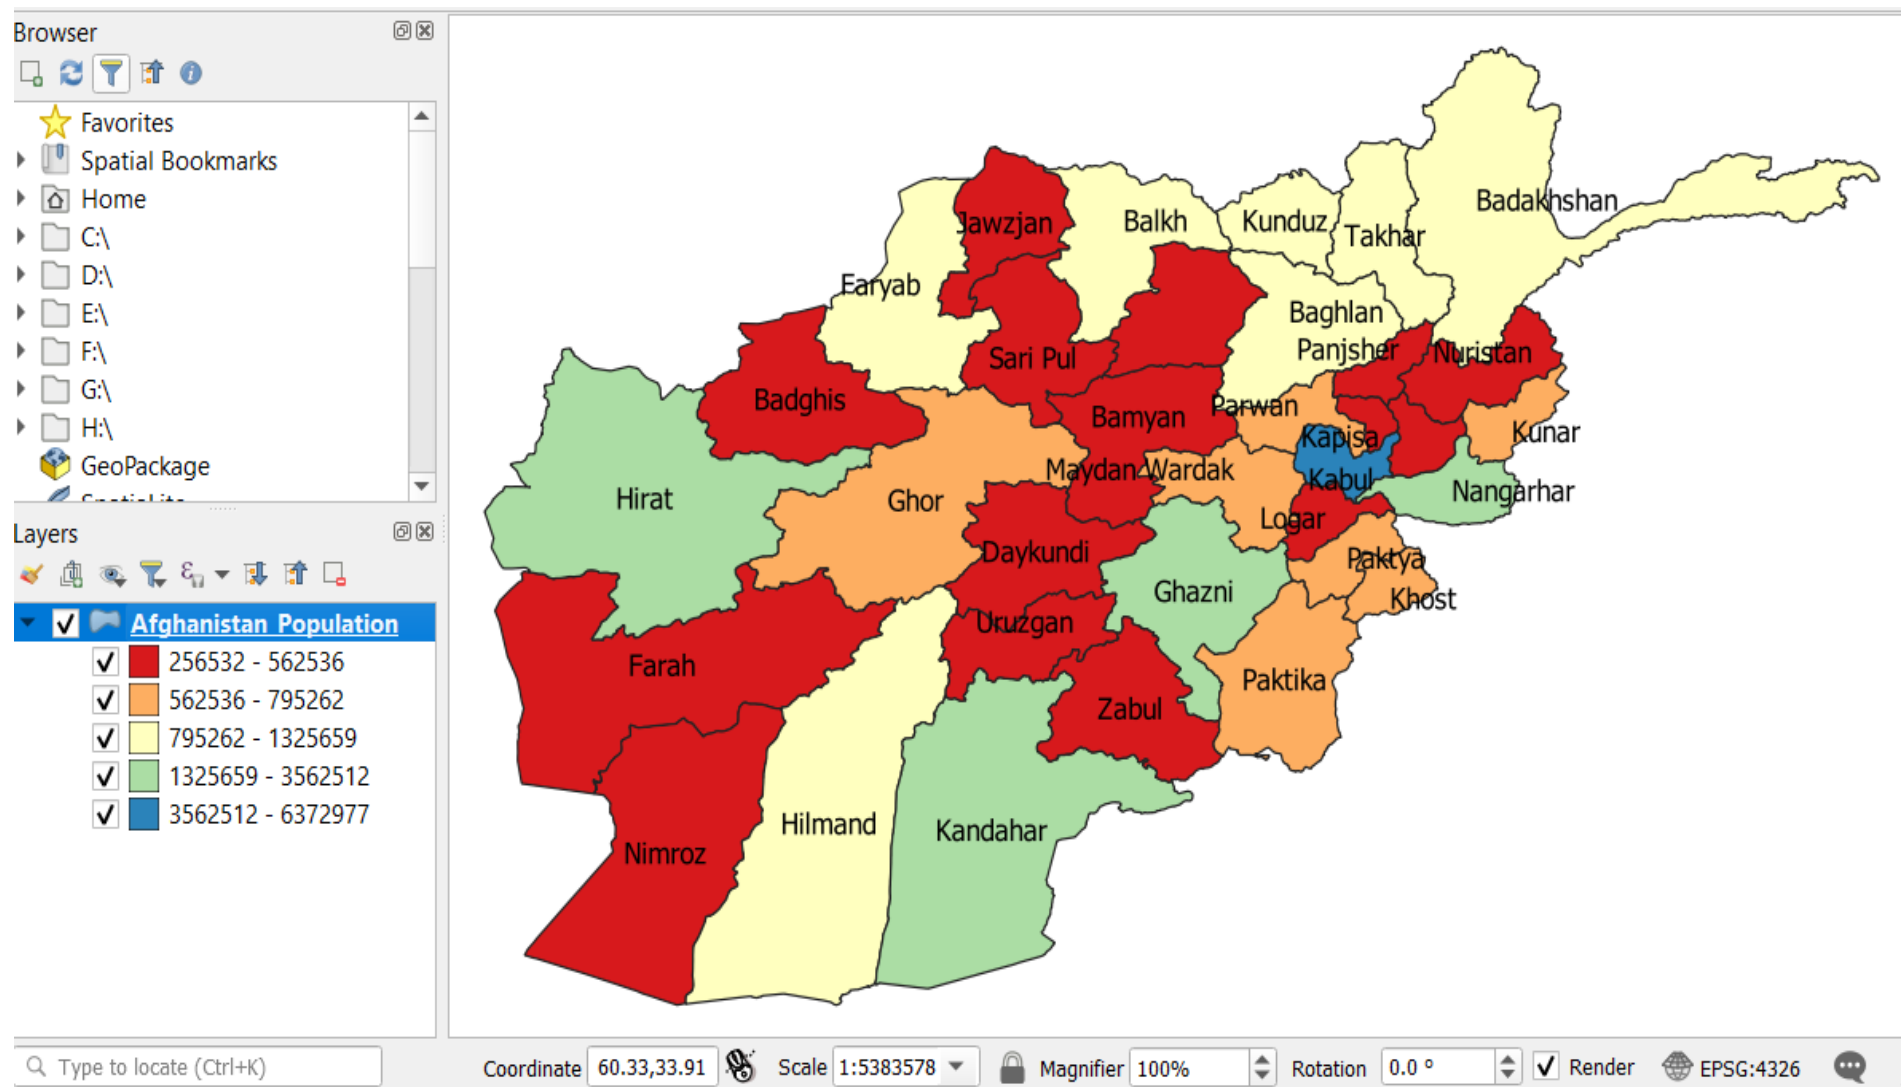 Browser
Favorites
Spatial Bookmarks
Home
C:\
D:\
E:\
F:\
G:\
H:\
GeoPackage
Layers
Afghanistan Population
256532 - 562536
562536 - 795262
795262 - 1325659
1325659 - 3562512
3562512 - 6372977
Badakhshan
Jawzjan
Balkh
Kunduz
Takhar
Faryab
Baghlan
Sari Pul
Panjsher
Nuristan
Badghis
Bamyan
Parwan
Kapisa
Kunar
Hirat
Ghor
Maydan Wardak
Kabul
Nangarhar
Logar
Daykundi
Paktya
Ghazni
Khost
Uruzgan
Farah
Paktika
Zabul
Hilmand
Kandahar
Nimroz
Type to locate (Ctrl+K)
Coordinate 60.33,33.91 Scale 1:5383578 Magnifier 100% Rotation 0.0 ° Render EPSG:4326